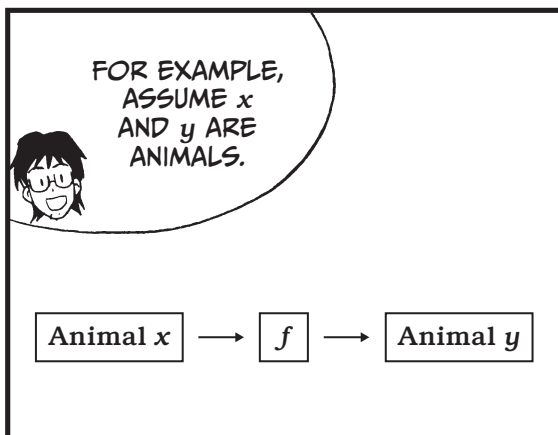 FOR EXAMPLE,
ASSUME x
AND y ARE
ANIMALS.
Animal x → f → Animal y